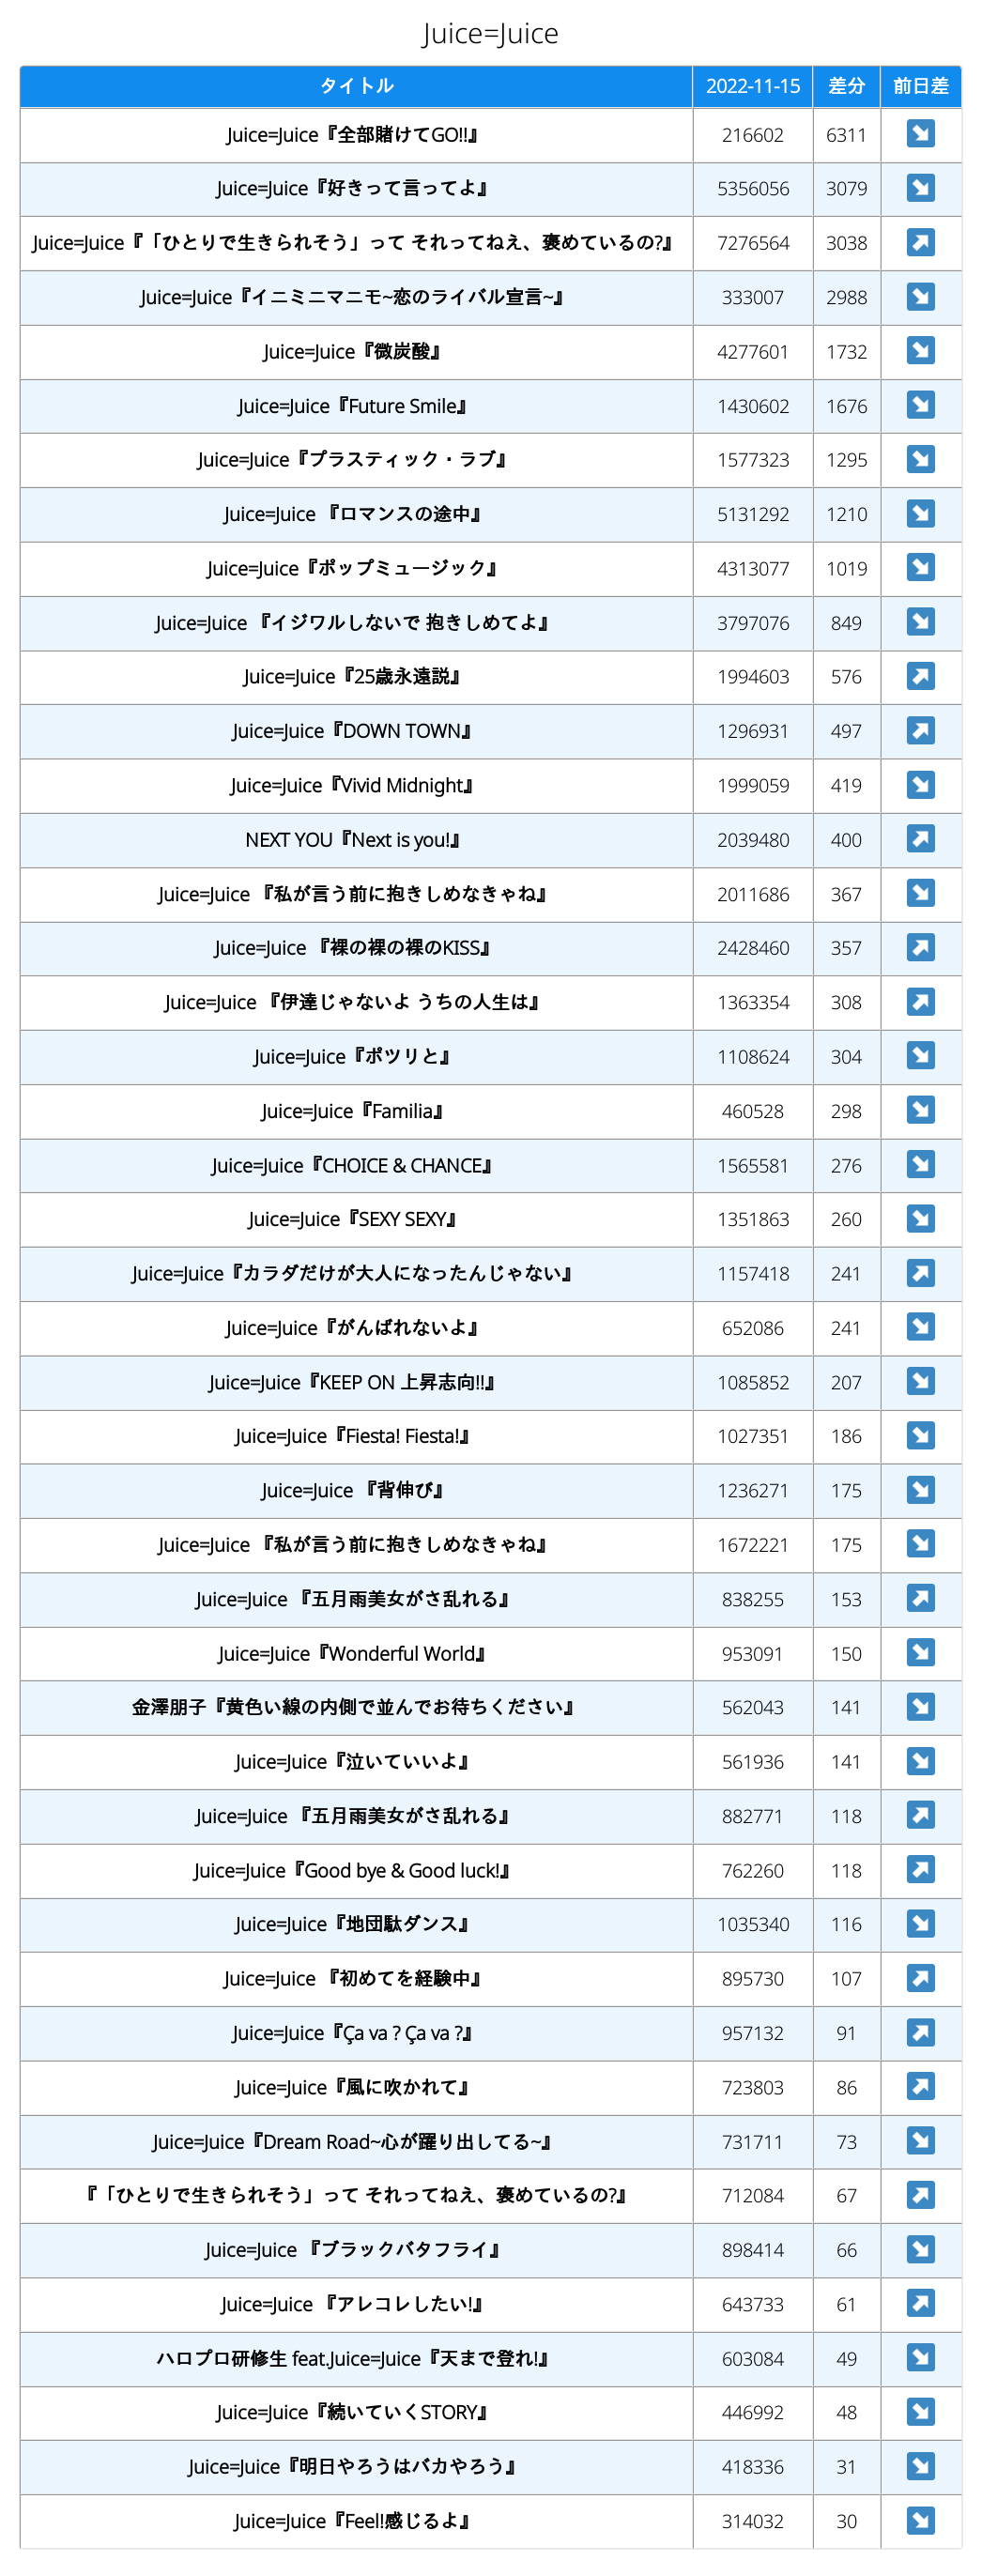 Juice=Juice
タイトル 2022-11-15 差分 前日差
Juice=Juice『全部賭けてGO!!』 216602 6311 ↘
Juice=Juice『好きって言ってよ』 5356056 3079 ↘
Juice=Juice『「ひとりで生きられそう」って それってねえ、褒めているの?』 7276564 3038 ↗
Juice=Juice『イニミニマニモ~恋のライバル宣言~』 333007 2988 ↘
Juice=Juice『微炭酸』 4277601 1732 ↘
Juice=Juice『Future Smile』 1430602 1676 ↘
Juice=Juice『プラスティック・ラブ』 1577323 1295 ↘
Juice=Juice 『ロマンスの途中』 5131292 1210 ↘
Juice=Juice『ポップミュージック』 4313077 1019 ↘
Juice=Juice 『イジワルしないで 抱きしめてよ』 3797076 849 ↘
Juice=Juice『25歳永遠説』 1994603 576 ↗
Juice=Juice『DOWN TOWN』 1296931 497 ↗
Juice=Juice『Vivid Midnight』 1999059 419 ↘
NEXT YOU『Next is you!』 2039480 400 ↗
Juice=Juice 『私が言う前に抱きしめなきゃね』 2011686 367 ↘
Juice=Juice 『裸の裸の裸のKISS』 2428460 357 ↗
Juice=Juice 『伊達じゃないよ うちの人生は』 1363354 308 ↗
Juice=Juice『ポツリと』 1108624 304 ↘
Juice=Juice『Familia』 460528 298 ↘
Juice=Juice『CHOICE & CHANCE』 1565581 276 ↘
Juice=Juice『SEXY SEXY』 1351863 260 ↘
Juice=Juice『カラダだけが大人になったんじゃない』 1157418 241 ↗
Juice=Juice『がんばれないよ』 652086 241 ↘
Juice=Juice『KEEP ON 上昇志向!!』 1085852 207 ↘
Juice=Juice『Fiesta! Fiesta!』 1027351 186 ↘
Juice=Juice 『背伸び』 1236271 175 ↘
Juice=Juice 『私が言う前に抱きしめなきゃね』 1672221 175 ↘
Juice=Juice 『五月雨美女がさ乱れる』 838255 153 ↗
Juice=Juice『Wonderful World』 953091 150 ↘
金澤朋子『黄色い線の内側で並んでお待ちください』 562043 141 ↘
Juice=Juice『泣いていいよ』 561936 141 ↘
Juice=Juice 『五月雨美女がさ乱れる』 882771 118 ↗
Juice=Juice『Good bye & Good luck!』 762260 118 ↗
Juice=Juice『地団駄ダンス』 1035340 116 ↘
Juice=Juice 『初めてを経験中』 895730 107 ↗
Juice=Juice『Ça va ? Ça va ?』 957132 91 ↗
Juice=Juice『風に吹かれて』 723803 86 ↗
Juice=Juice『Dream Road~心が躍り出してる~』 731711 73 ↘
『「ひとりで生きられそう」って それってねえ、褒めているの?』 712084 67 ↗
Juice=Juice 『ブラックバタフライ』 898414 66 ↘
Juice=Juice 『アレコレしたい!』 643733 61 ↗
ハロプロ研修生 feat.Juice=Juice『天まで登れ!』 603084 49 ↘
Juice=Juice『続いていくSTORY』 446992 48 ↘
Juice=Juice『明日やろうはバカやろう』 418336 31 ↘
Juice=Juice『Feel!感じるよ』 314032 30 ↘